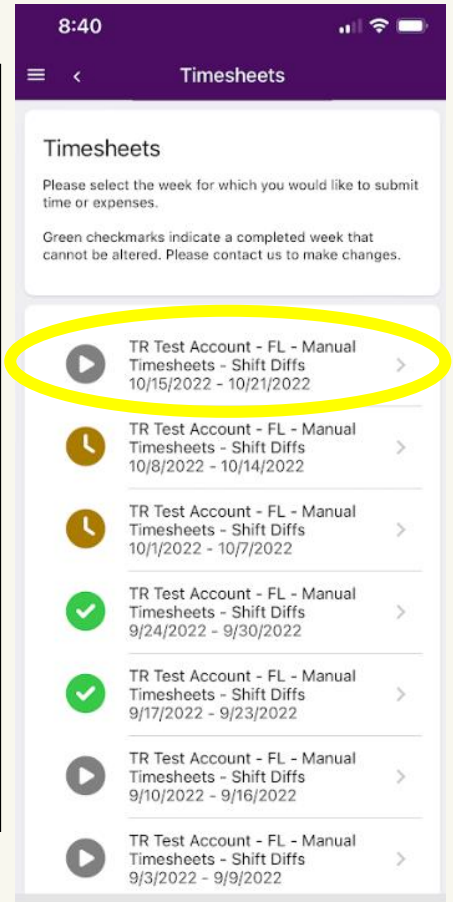 8:40
Timesheets
Timesheets
Please select the week for which you would like to submit
time or expenses.
Green checkmarks indicate a completed week that
cannot be altered. Please contact us to make changes.
TR Test Account - FL - Manual
Timesheets - Shift Diffs
10/15/2022 - 10/21/2022
TR Test Account - FL - Manual
Timesheets - Shift Diffs
10/8/2022 - 10/14/2022
TR Test Account - FL - Manual
Timesheets - Shift Diffs
10/1/2022 - 10/7/2022
TR Test Account - FL - Manual
Timesheets - Shift Diffs
9/24/2022 - 9/30/2022
TR Test Account - FL - Manual
Timesheets - Shift Diffs
9/17/2022 - 9/23/2022
TR Test Account - FL - Manual
Timesheets - Shift Diffs
9/10/2022 - 9/16/2022
TR Test Account - FL - Manual
Timesheets - Shift Diffs
9/3/2022 - 9/9/2022